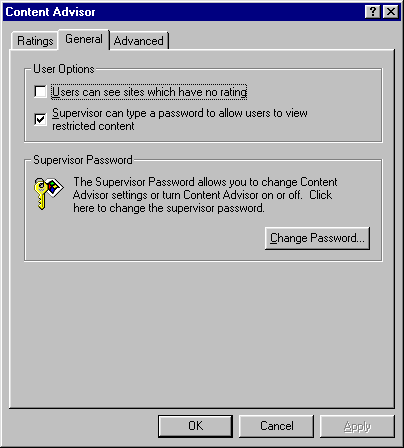 Content Advisor
Ratings General Advanced
User Options
Users can see sites which have no rating
Supervisor can type a password to allow users to view
restricted content
Supervisor Password
The Supervisor Password allows you to change Content
Advisor settings or turn Content Advisor on or off. Click
here to change the supervisor password.
Change Password...
OK Cancel Apply